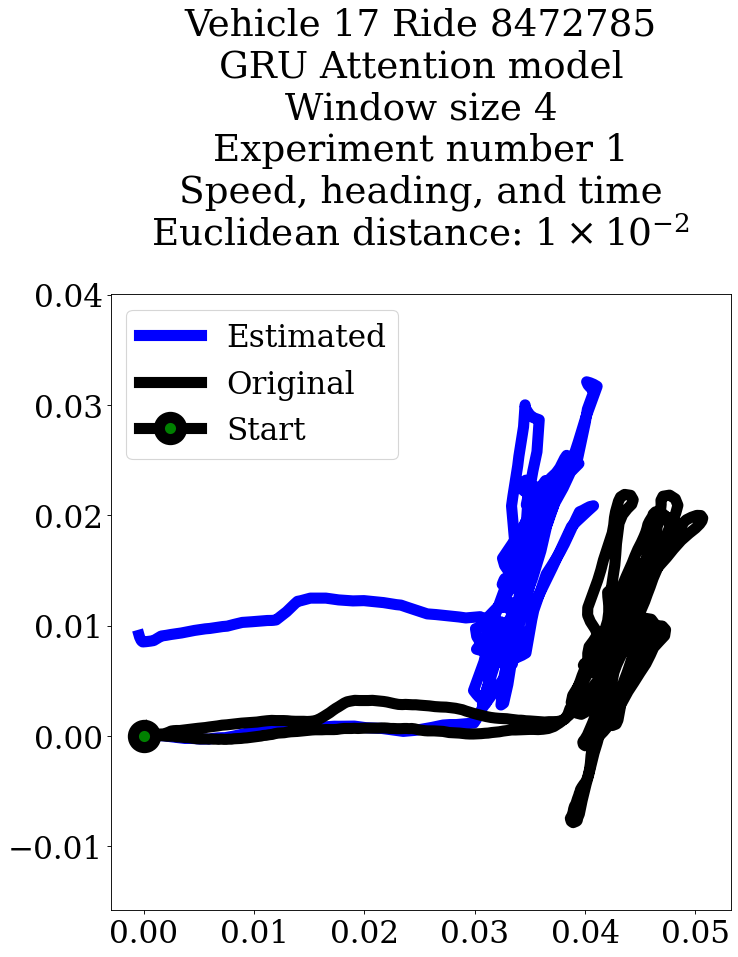 Vehicle 17 Ride 8472785
GRU Attention model
Window size 4
Experiment number 1
Speed, heading, and time
Euclidean distance: 1 × 10⁻²
0.04
0.03
0.02
0.01
0.00
−0.01
Estimated
Original
Start
0.00 0.01 0.02 0.03 0.04 0.05